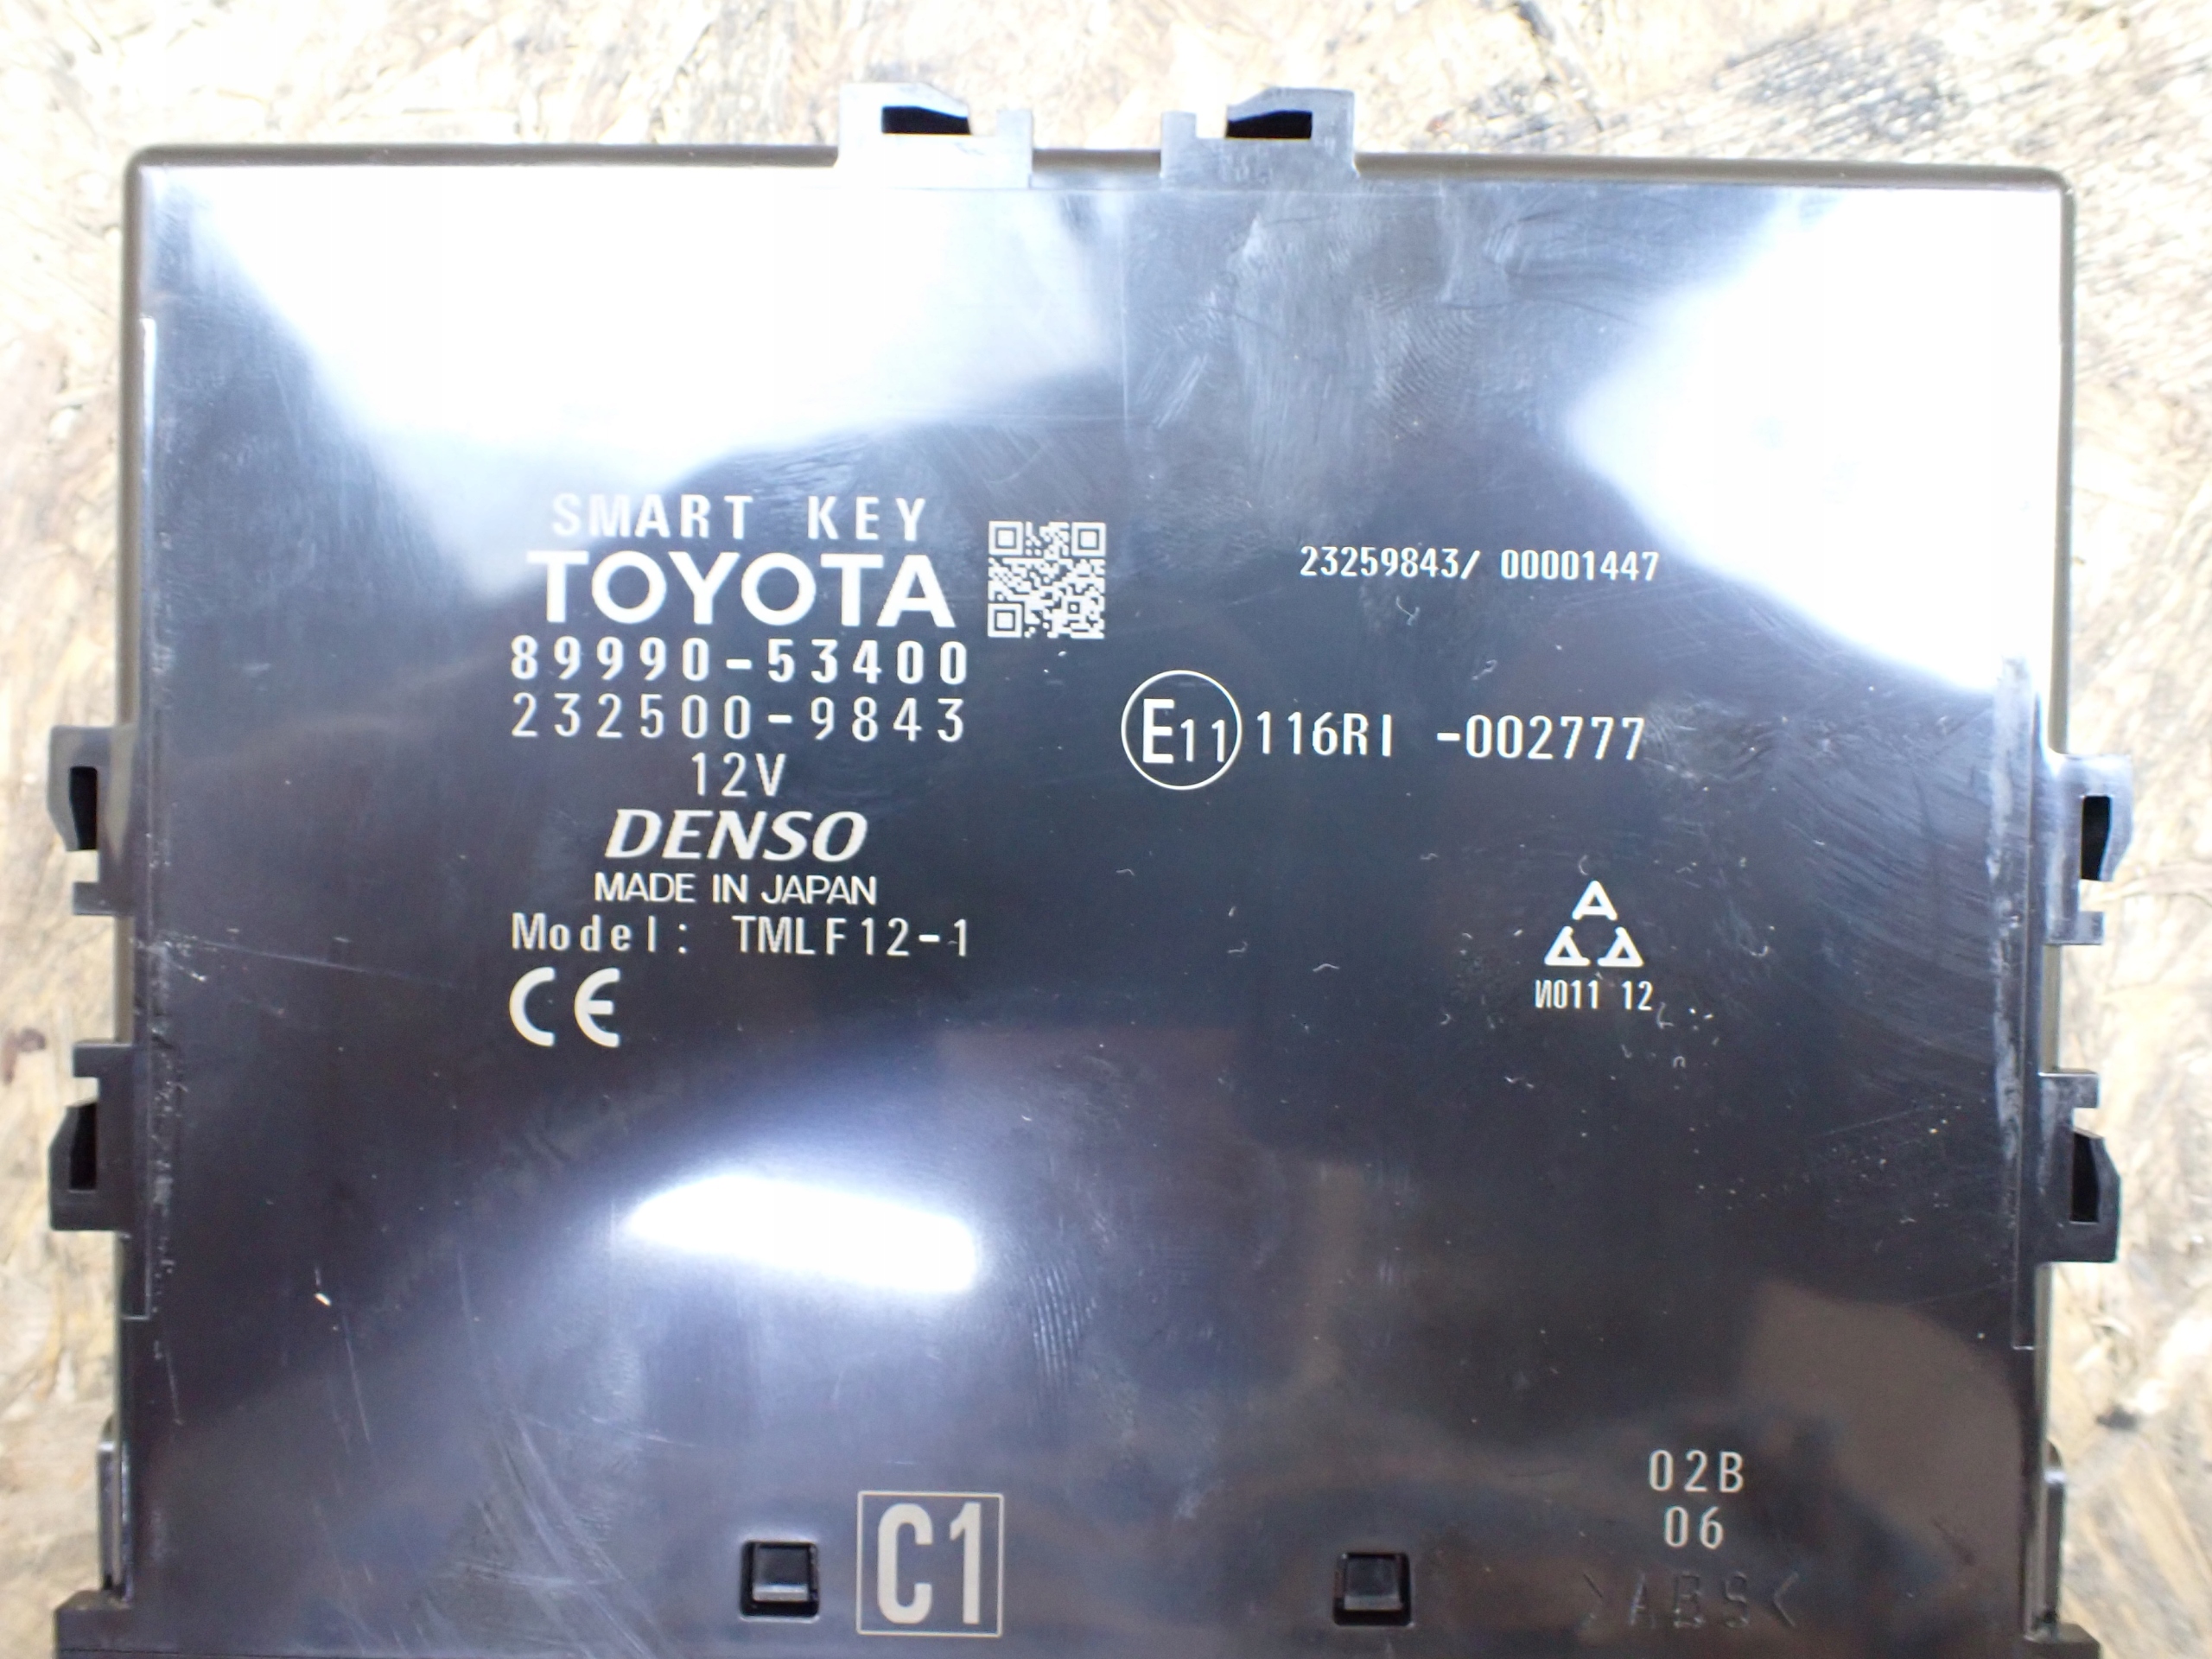 SMART KEY
TOYOTA
89990-53400
232500-9843
12V
DENSO
MADE IN JAPAN
Model: TMLF12-1
CE
23259843/ 00001447
E11 116RI -002777
A
И011 12
02B
06
>ABS<
C1